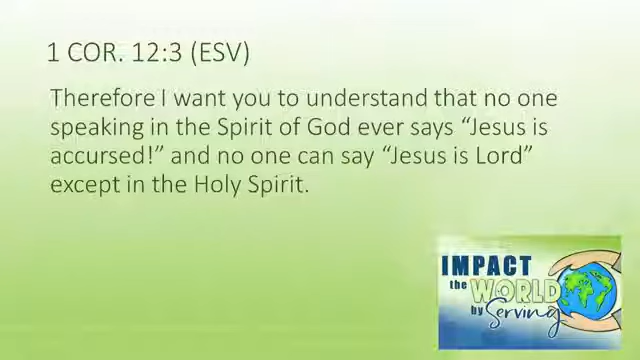 1 COR. 12:3 (ESV)
Therefore I want you to understand that no one
speaking in the Spirit of God ever says “Jesus is
accursed!” and no one can say “Jesus is Lord”
except in the Holy Spirit.
IMPACT
the WORLD
by Serving